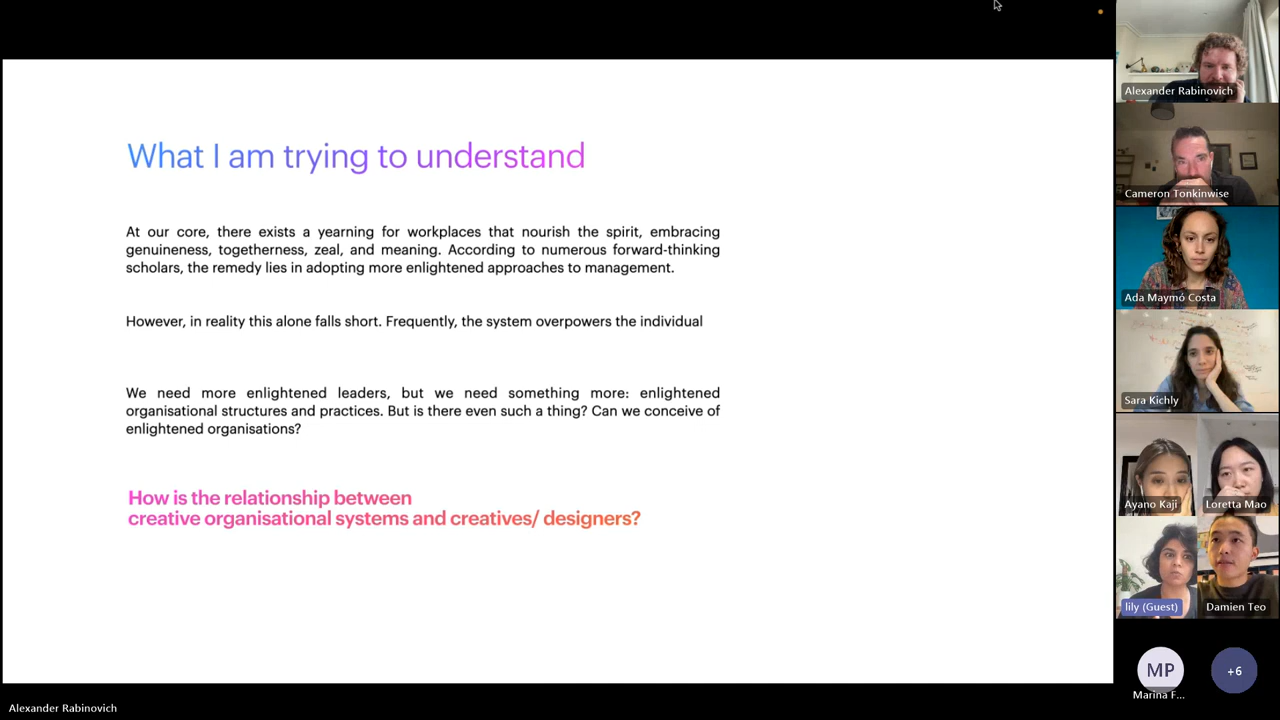 What I am trying to understand
At our core, there exists a yearning for workplaces that nourish the spirit, embracing
genuineness, togetherness, zeal, and meaning. According to numerous forward-thinking
scholars, the remedy lies in adopting more enlightened approaches to management.
However, in reality this alone falls short. Frequently, the system overpowers the individual
We need more enlightened leaders, but we need something more: enlightened
organisational structures and practices. But is there even such a thing? Can we conceive of
enlightened organisations?
How is the relationship between
creative organisational systems and creatives/ designers?
Alexander Rabinovich
Cameron Tonkinwise
Ada Maymó Costa
Sara Kichly
Ayano Kaji
Loretta Mao
lily (Guest)
Damien Teo
MP
+6
Marina F...
Alexander Rabinovich